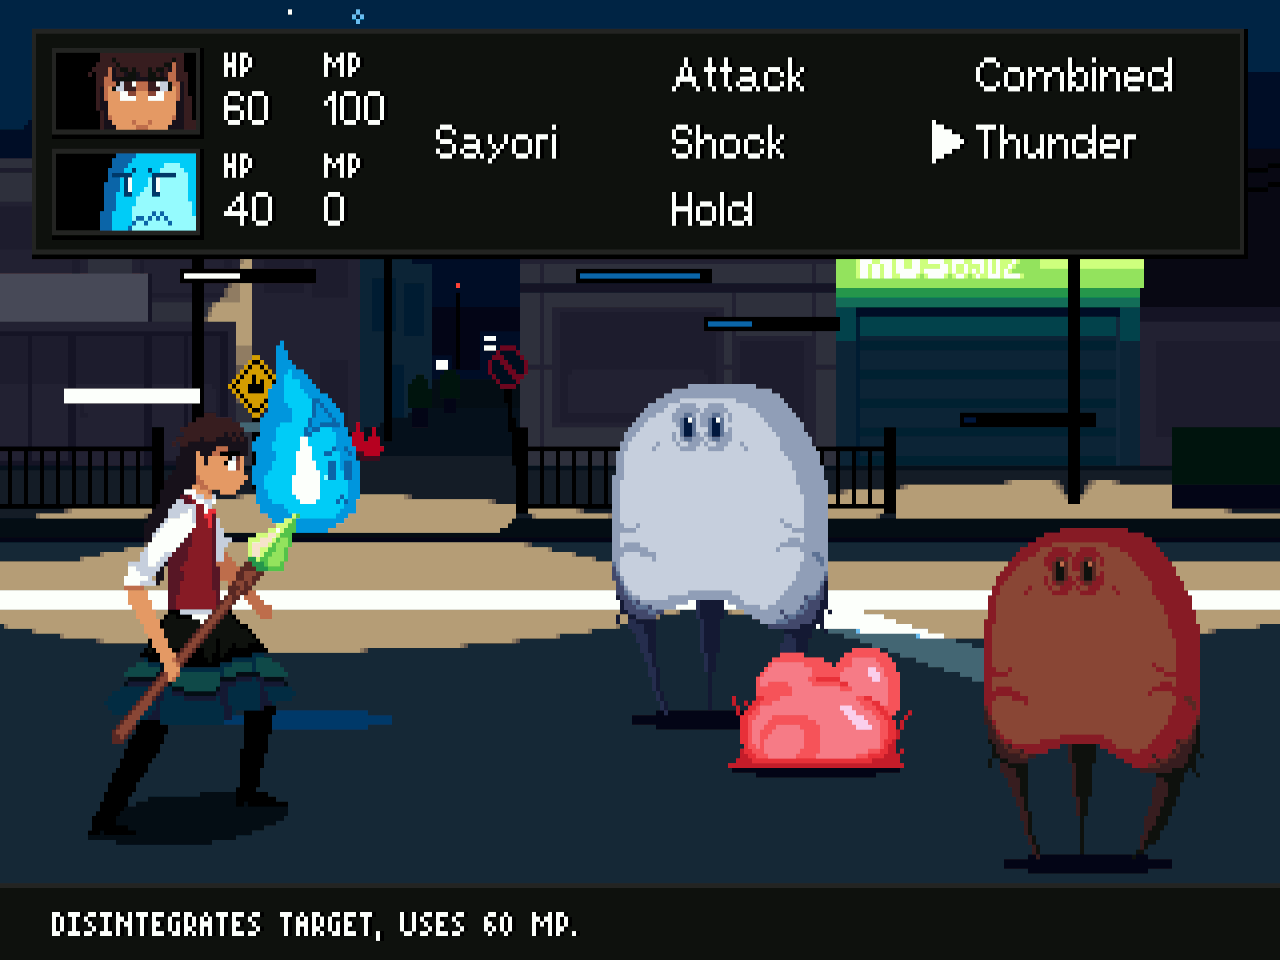 HP MP
60 100
HP MP
40 0
Sayori
Attack
Shock
Hold
Combined
Thunder
DISINTEGRATES TARGET, USES 60 MP.